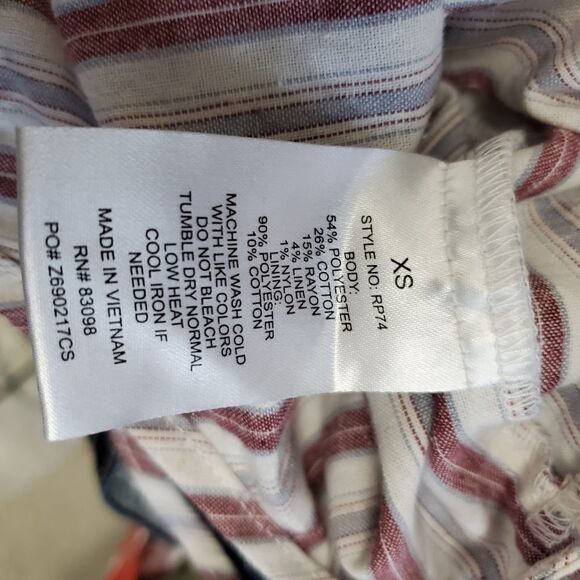 XS
STYLE NO: RP74
BODY:
54% POLYESTER
26% COTTON
15% RAYON
4% LINEN
1% NYLON
LINING:
90% POLYESTER
10% COTTON
MACHINE WASH COLD
WITH LIKE COLORS
DO NOT BLEACH
TUMBLE DRY NORMAL
LOW HEAT
COOL IRON IF
NEEDED
MADE IN VIETNAM
RN# 83098
PO# Z690217CS